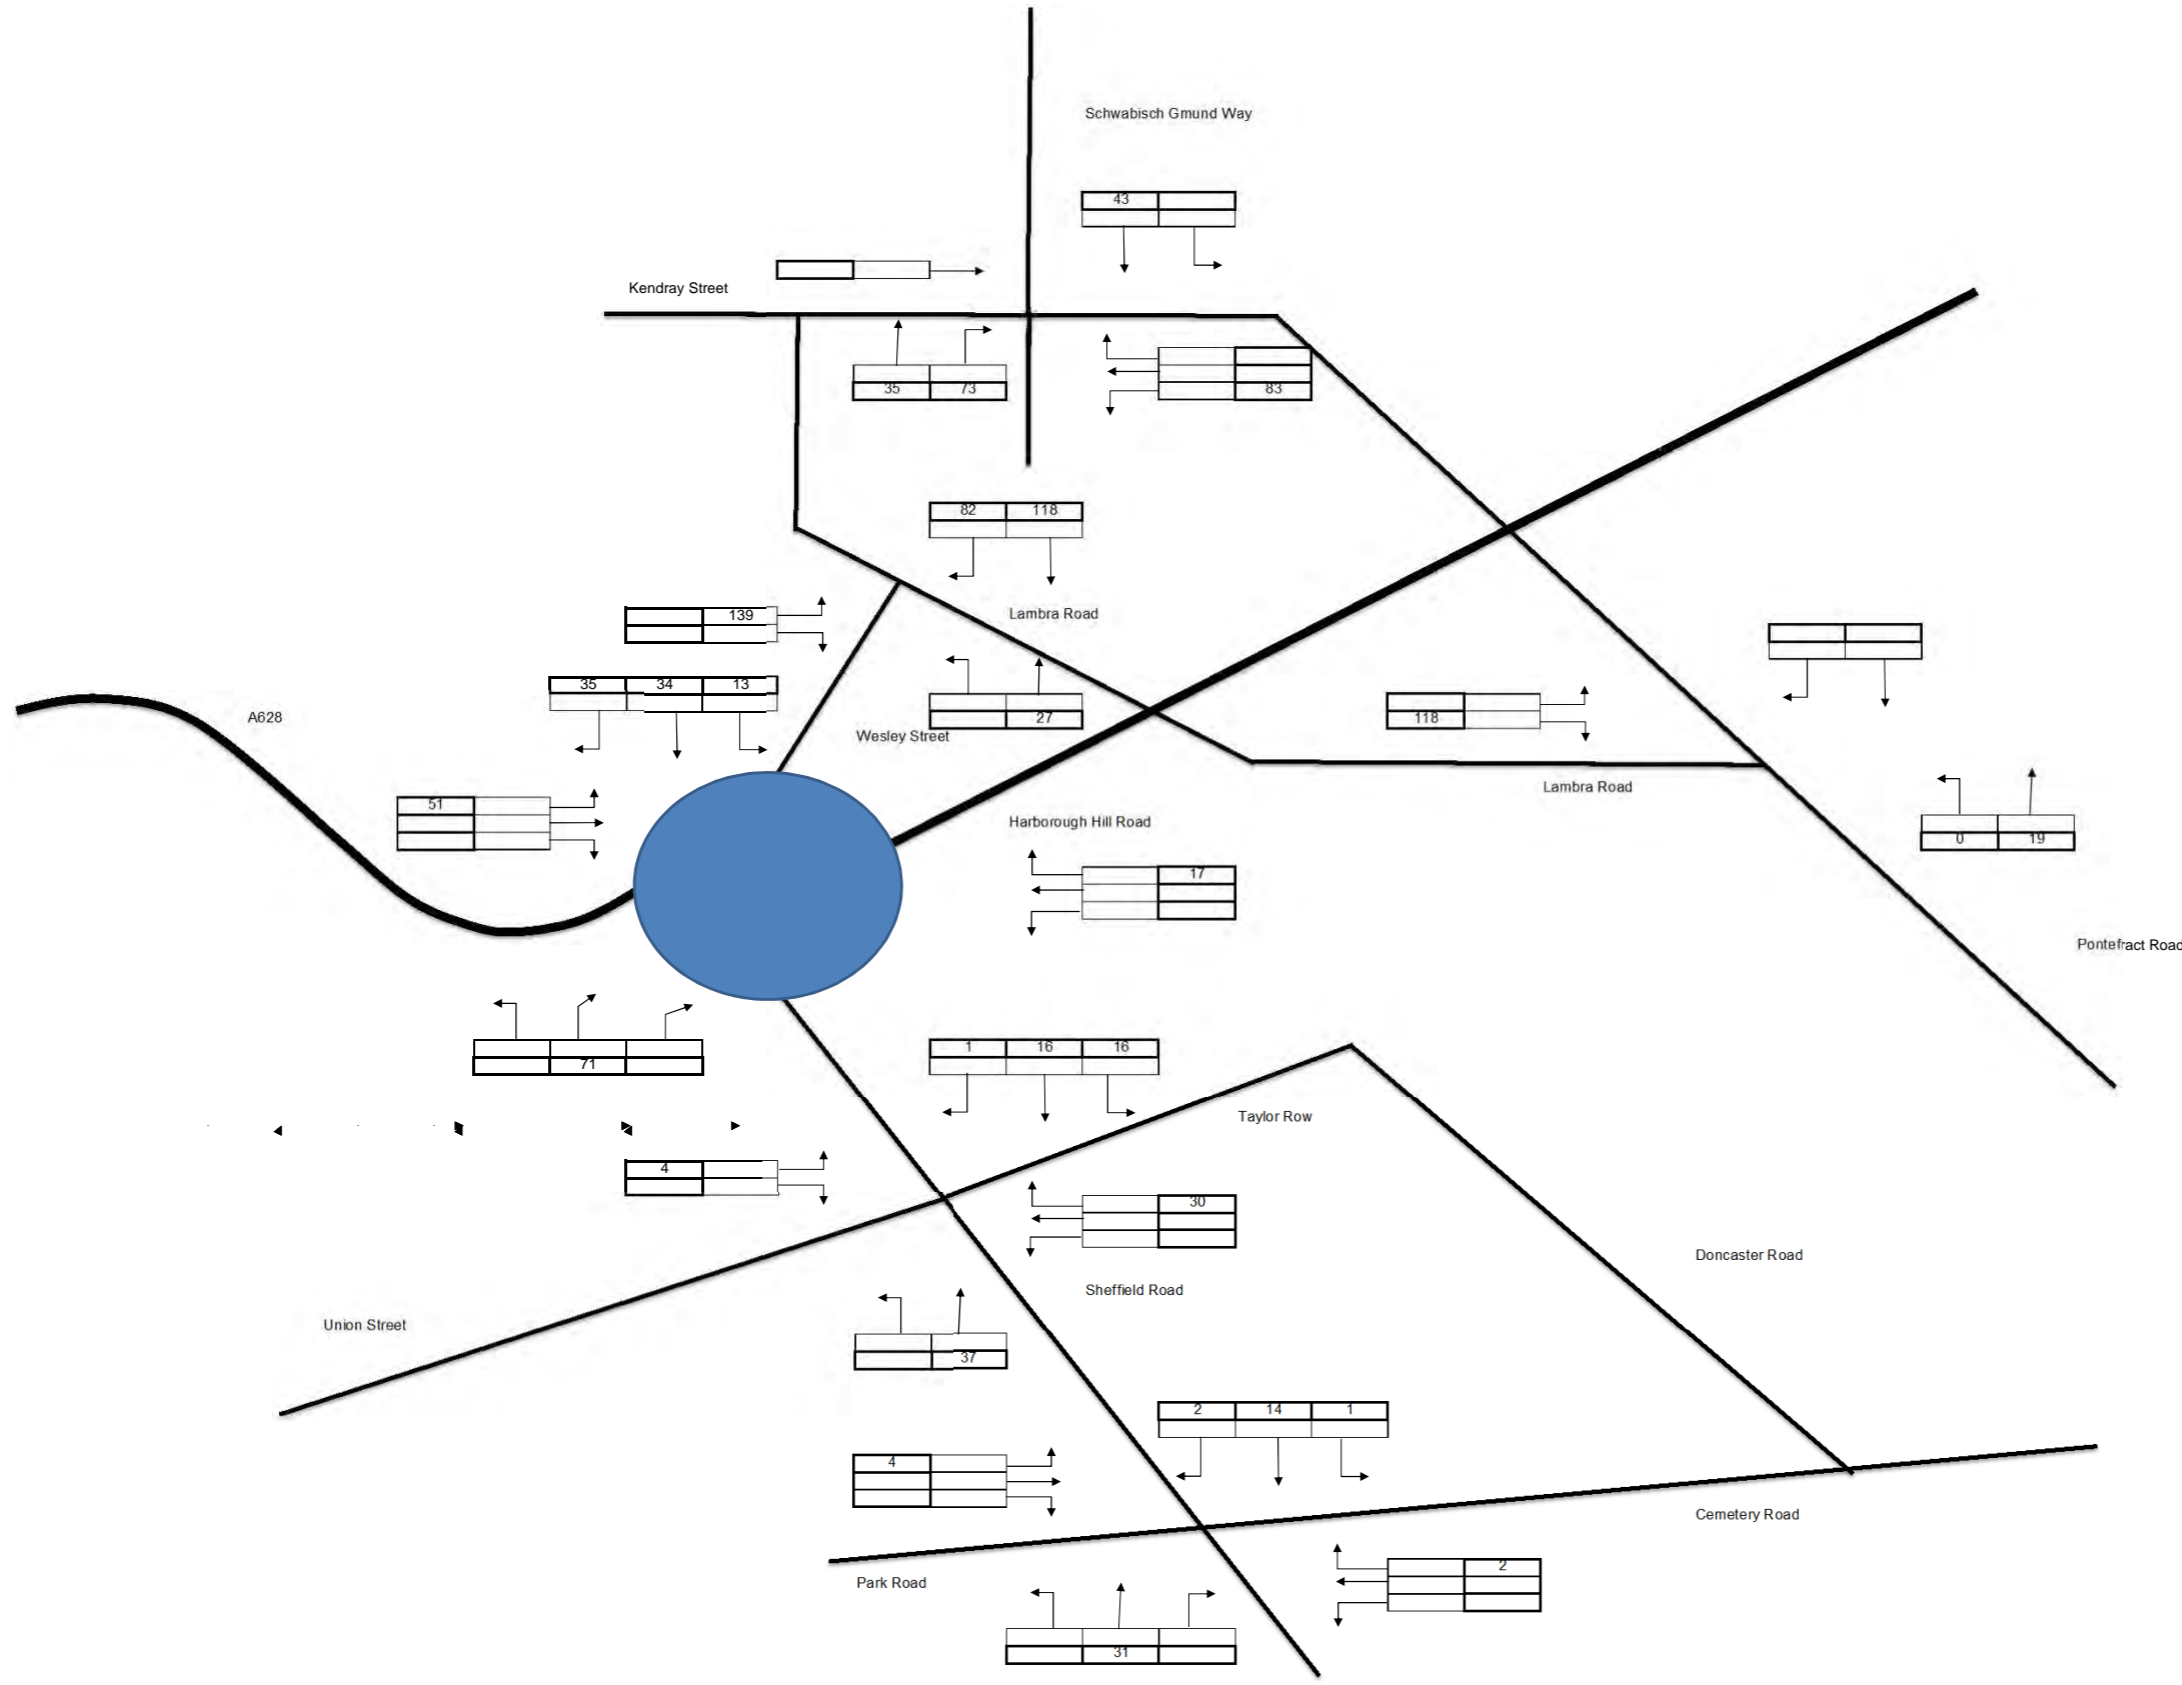 Schwabisch Gmund Way
43
Kendray Street
35 73
83
82 118
Lambra Road
139
35 34 13
A628
27
Wesley Street
118
Lambra Road
51
Harborough Hill Road
0 19
17
Pontefract Road
71
1 16 16
Taylor Row
4
30
Doncaster Road
Sheffield Road
Union Street
37
2 14 1
4
Cemetery Road
Park Road
2
31